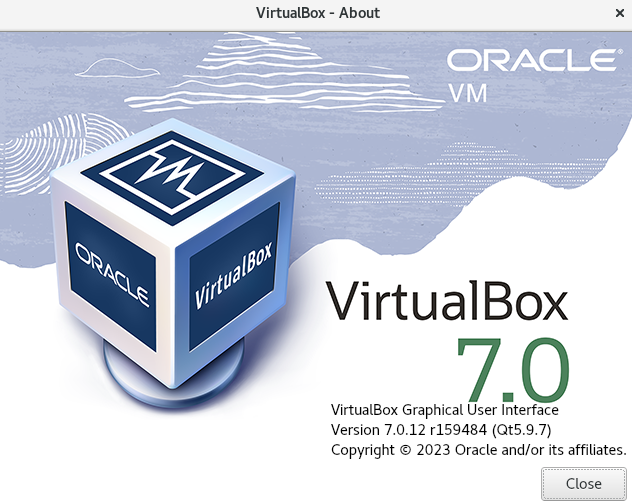 VirtualBox - About
ORACLE®
VM
ORACLE
VirtualBox
VirtualBox
7.0
VirtualBox Graphical User Interface
Version 7.0.12 r159484 (Qt5.9.7)
Copyright © 2023 Oracle and/or its affiliates.
Close